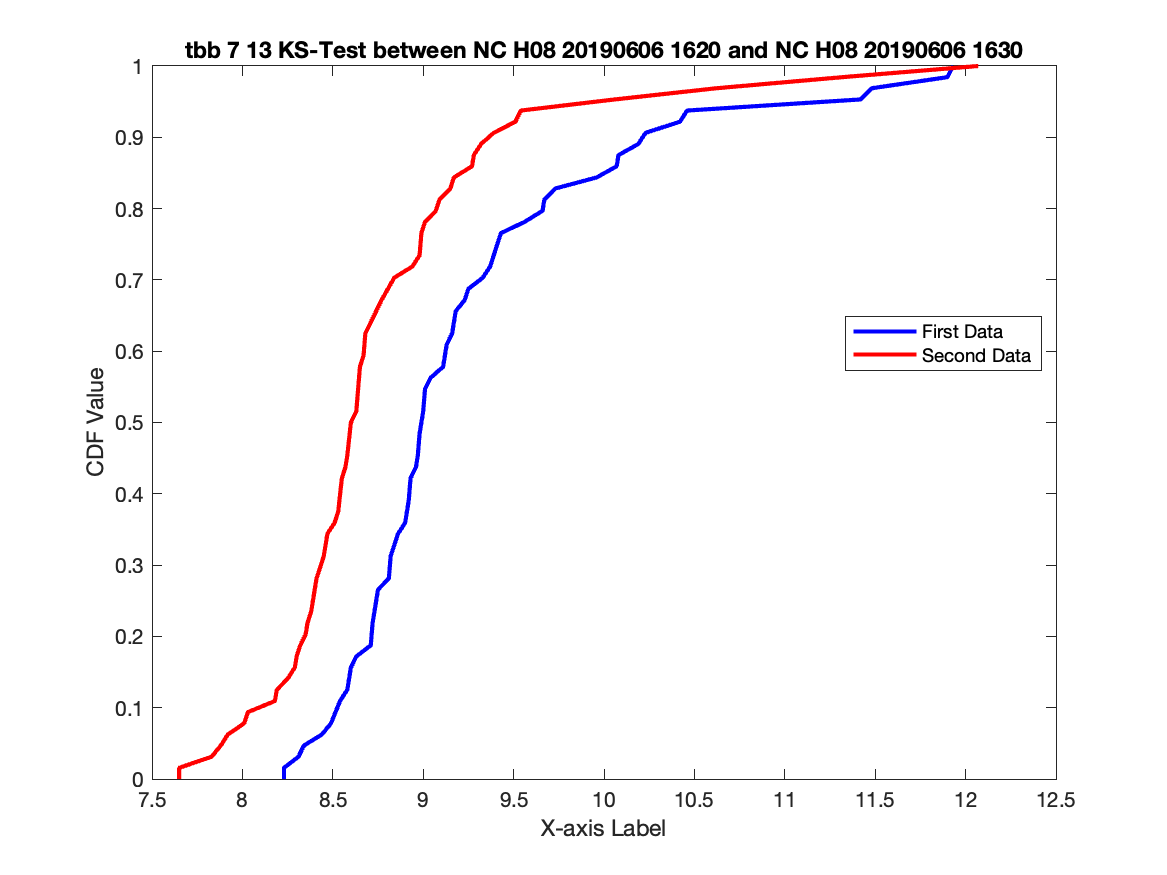 tbb 7 13 KS-Test between NC H08 20190606 1620 and NC H08 20190606 1630
1
0.9
0.8
0.7
0.6
0.5
0.4
0.3
0.2
0.1
0
CDF Value
First Data
Second Data
7.5 8 8.5 9 9.5 10 10.5 11 11.5 12 12.5
X-axis Label